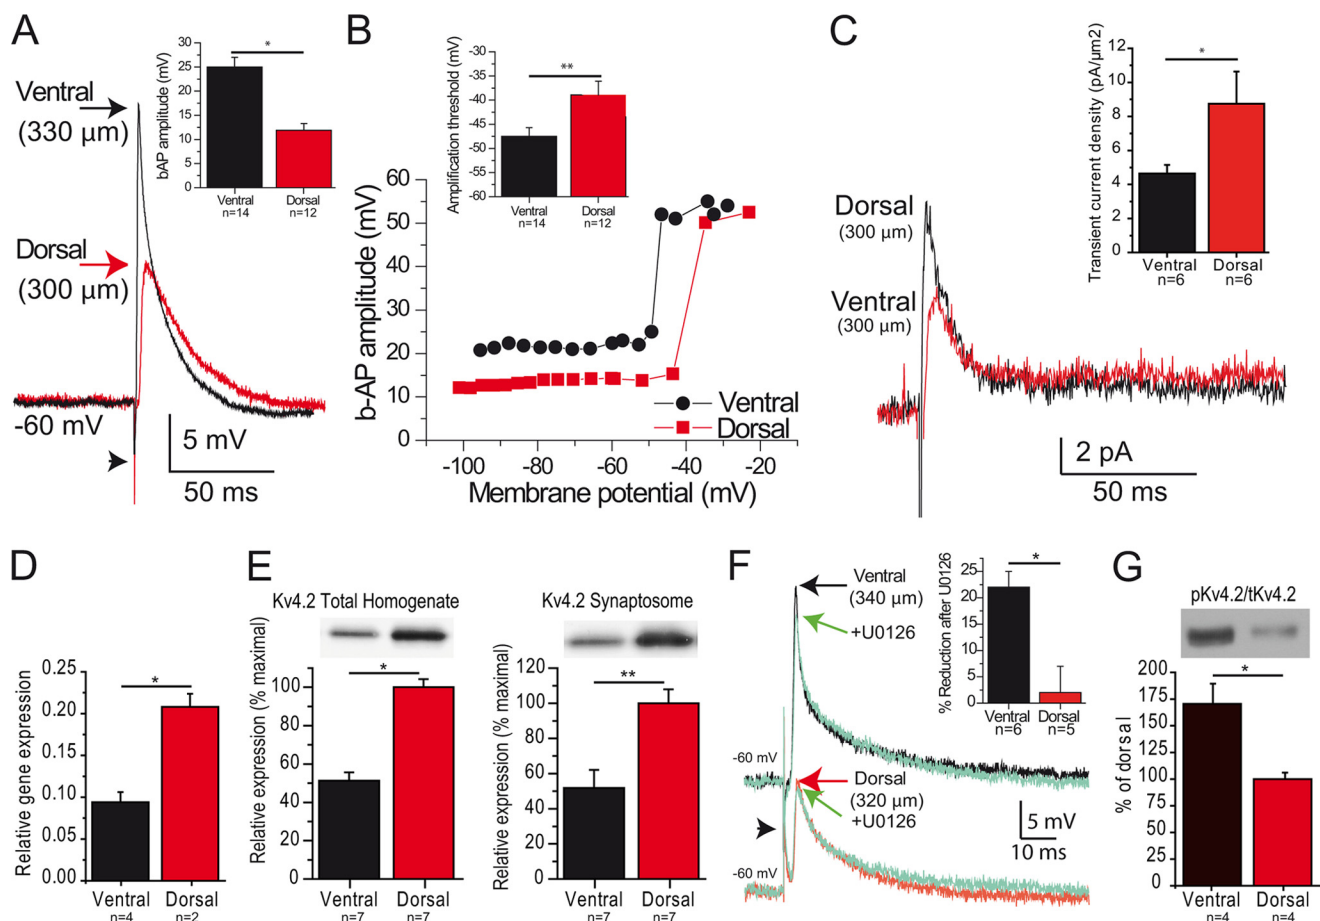 A
Ventral
(330 µm)
Dorsal
(300 µm)
-60 mV
5 mV
50 ms
bAP amplitude (mV)
30
25
20
15
10
5
0
*
Ventral
n=14
Dorsal
n=12
B
Amplification threshold (mV)
-30
-35
-40
-45
-50
-55
-60
**
Ventral
n=14
Dorsal
n=12
b-AP amplitude (mV)
60
50
40
30
20
10
0
Ventral
Dorsal
-100
-80
-60
-40
-20
Membrane potential (mV)
C
Dorsal
(300 µm)
Ventral
(300 µm)
2 pA
50 ms
Transient current density (pA/µm2)
12
10
8
6
4
2
0
*
Ventral
n=6
Dorsal
n=6
D
Relative gene expression
0.25
0.20
0.15
0.10
0.05
0.00
*
Ventral
n=4
Dorsal
n=2
E
Kv4.2 Total Homogenate
Relative expression (% maximal)
100
80
60
40
20
0
*
Ventral
n=7
Dorsal
n=7
Kv4.2 Synaptosome
Relative expression (% maximal)
120
100
80
60
40
20
0
**
Ventral
n=7
Dorsal
n=7
F
Ventral
(340 µm)
+U0126
-60 mV
Dorsal
(320 µm)
+U0126
-60 mV
5 mV
10 ms
% Reduction after U0126
25
20
15
10
5
0
*
Ventral
n=6
Dorsal
n=5
G
pKv4.2/tKv4.2
% of dorsal
200
175
150
125
100
75
50
25
0
*
Ventral
n=4
Dorsal
n=4